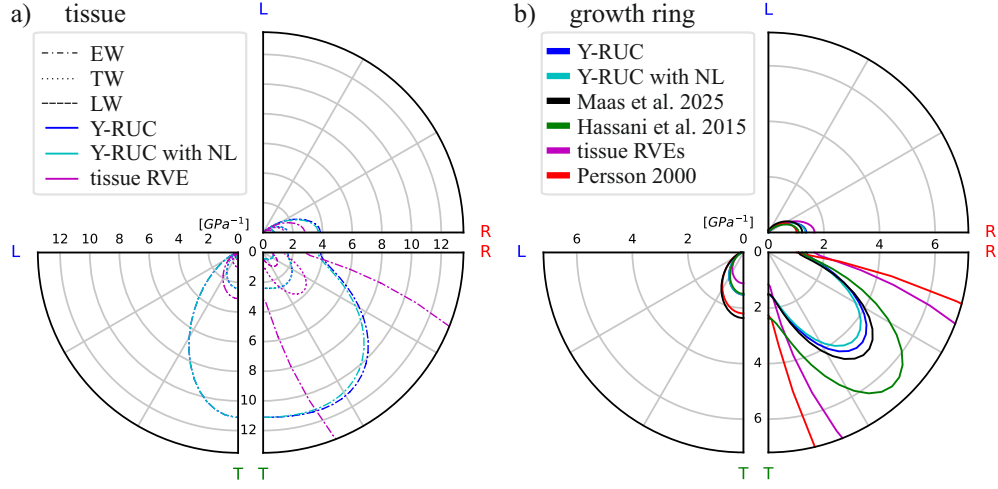 a) tissue
L
EW
TW
LW
Y-RUC
Y-RUC with NL
tissue RVE
[GPa⁻¹]
R
12 10 8 6 4 2 0
0 2 4 6 8 10 12
L
R
0
2
4
6
8
10
12
T T
b) growth ring
L
Y-RUC
Y-RUC with NL
Maas et al. 2025
Hassani et al. 2015
tissue RVEs
Persson 2000
[GPa⁻¹]
R
6 4 2 0
0 2 4 6
L
R
0
2
4
6
T T